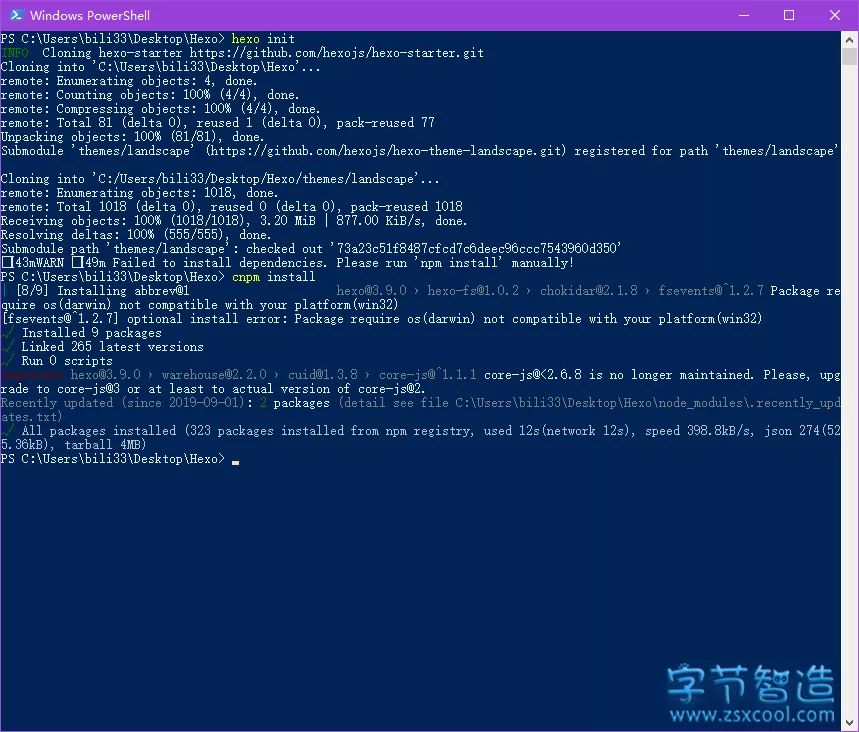 Windows PowerShell
PS C:\Users\bili33\Desktop\Hexo> hexo init
INFO  Cloning hexo-starter https://github.com/hexojs/hexo-starter.git
Cloning into 'C:\Users\bili33\Desktop\Hexo'...
remote: Enumerating objects: 4, done.
remote: Counting objects: 100% (4/4), done.
remote: Compressing objects: 100% (4/4), done.
remote: Total 81 (delta 0), reused 1 (delta 0), pack-reused 77
Unpacking objects: 100% (81/81), done.
Submodule 'themes/landscape' (https://github.com/hexojs/hexo-theme-landscape.git) registered for path 'themes/landscape'
Cloning into 'C:/Users/bili33/Desktop/Hexo/themes/landscape'...
remote: Enumerating objects: 1018, done.
remote: Total 1018 (delta 0), reused 0 (delta 0), pack-reused 1018
Receiving objects: 100% (1018/1018), 3.20 MiB | 877.00 KiB/s, done.
Resolving deltas: 100% (555/555), done.
Submodule path 'themes/landscape': checked out '73a23c51f8487cfcd7c6deec96ccc7543960d350'
□43mWARN □49m Failed to install dependencies. Please run 'npm install' manually!
PS C:\Users\bili33\Desktop\Hexo> cnpm install
| [8/9] Installing abbrev@1 hexo@3.9.0 › hexo-fs@1.0.2 › chokidar@2.1.8 › fsevents@^1.2.7 Package re
quire os(darwin) not compatible with your platform(win32)
[fsevents@^1.2.7] optional install error: Package require os(darwin) not compatible with your platform(win32)
√ Installed 9 packages
√ Linked 265 latest versions
√ Run 0 scripts
deprecate hexo@3.9.0 › warehouse@2.2.0 › cuid@1.3.8 › core-js@^1.1.1 core-js@<2.6.8 is no longer maintained. Please, upg
rade to core-js@3 or at least to actual version of core-js@2.
Recently updated (since 2019-09-01): 2 packages (detail see file C:\Users\bili33\Desktop\Hexo\node_modules\.recently_upd
ates.txt)
√ All packages installed (323 packages installed from npm registry, used 12s(network 12s), speed 398.8kB/s, json 274(52
5.36kB), tarball 4MB)
PS C:\Users\bili33\Desktop\Hexo>
字节智造
www.zsxcool.com